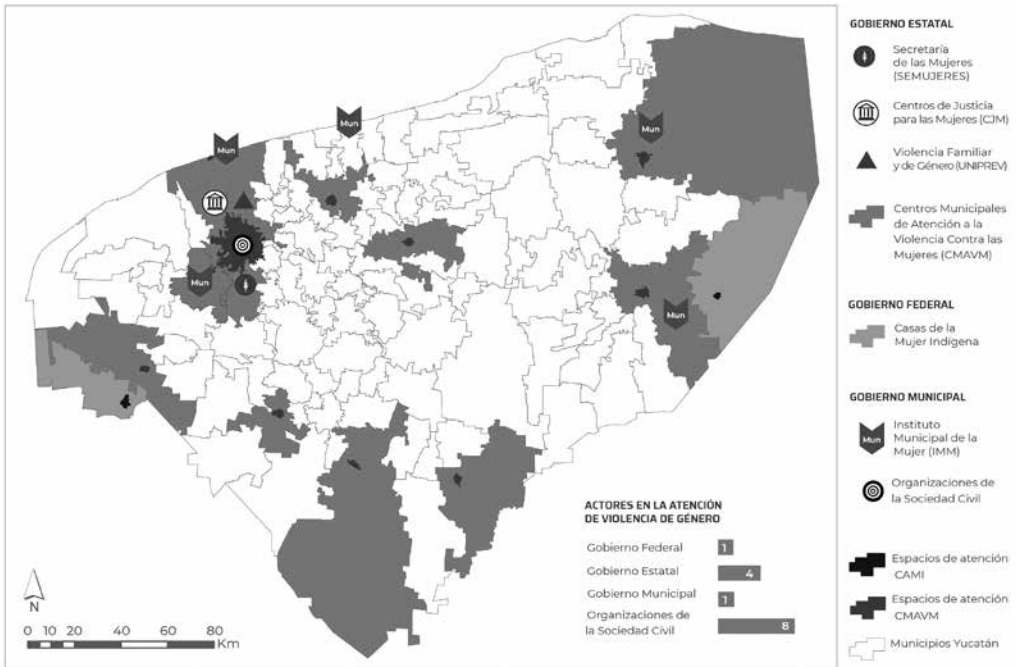 Mun
Mun
Mun
Mun
Mun
ACTORES EN LA ATENCIÓN
DE VIOLENCIA DE GÉNERO
Gobierno Federal 1
Gobierno Estatal 4
Gobierno Municipal 1
Organizaciones de
la Sociedad Civil 8
N
0 10 20 40 60 80
Km
GOBIERNO ESTATAL
Secretaría
de las Mujeres
(SEMUJERES)
Centros de Justicia
para las Mujeres (CJM)
Violencia Familiar
y de Género (UNIPREV)
Centros Municipales
de Atención a la
Violencia Contra las
Mujeres (CMAVM)
GOBIERNO FEDERAL
Casas de la
Mujer Indígena
GOBIERNO MUNICIPAL
Mun
Instituto
Municipal de la
Mujer (IMM)
Organizaciones de
la Sociedad Civil
Espacios de atención
CAMI
Espacios de atención
CMAVM
Municipios Yucatán